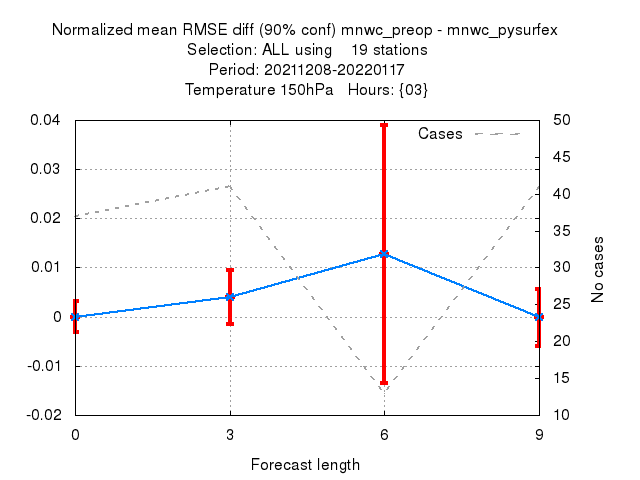 Normalized mean RMSE diff (90% conf) mnwc_preop - mnwc_pysurfex
Selection: ALL using    19 stations
Period: 20211208-20220117
Temperature 150hPa   Hours: {03}
0.04
0.03
0.02
0.01
0
-0.01
-0.02
Cases
50
45
40
35
30
25
20
15
10
No cases
0 3 6 9
Forecast length